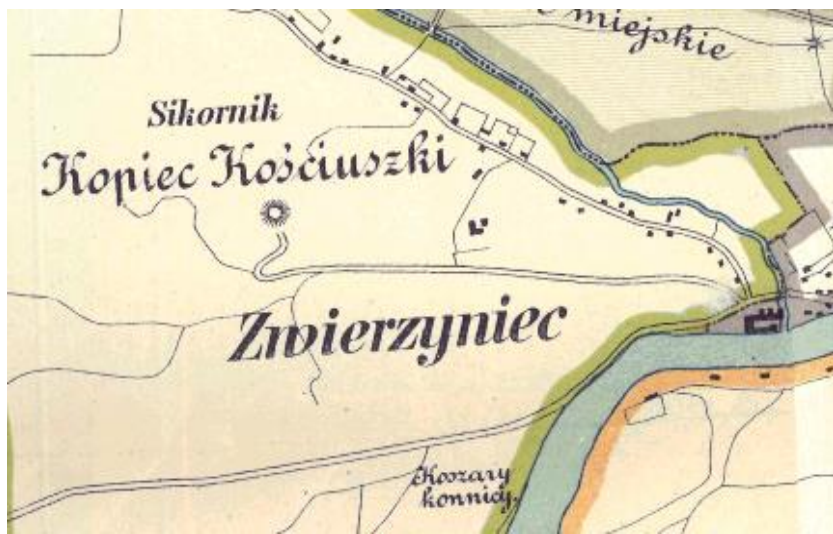 miejskie
Sikornik
Kopiec Kościuszki
Zwierzyniec
Koszary
konnicy.